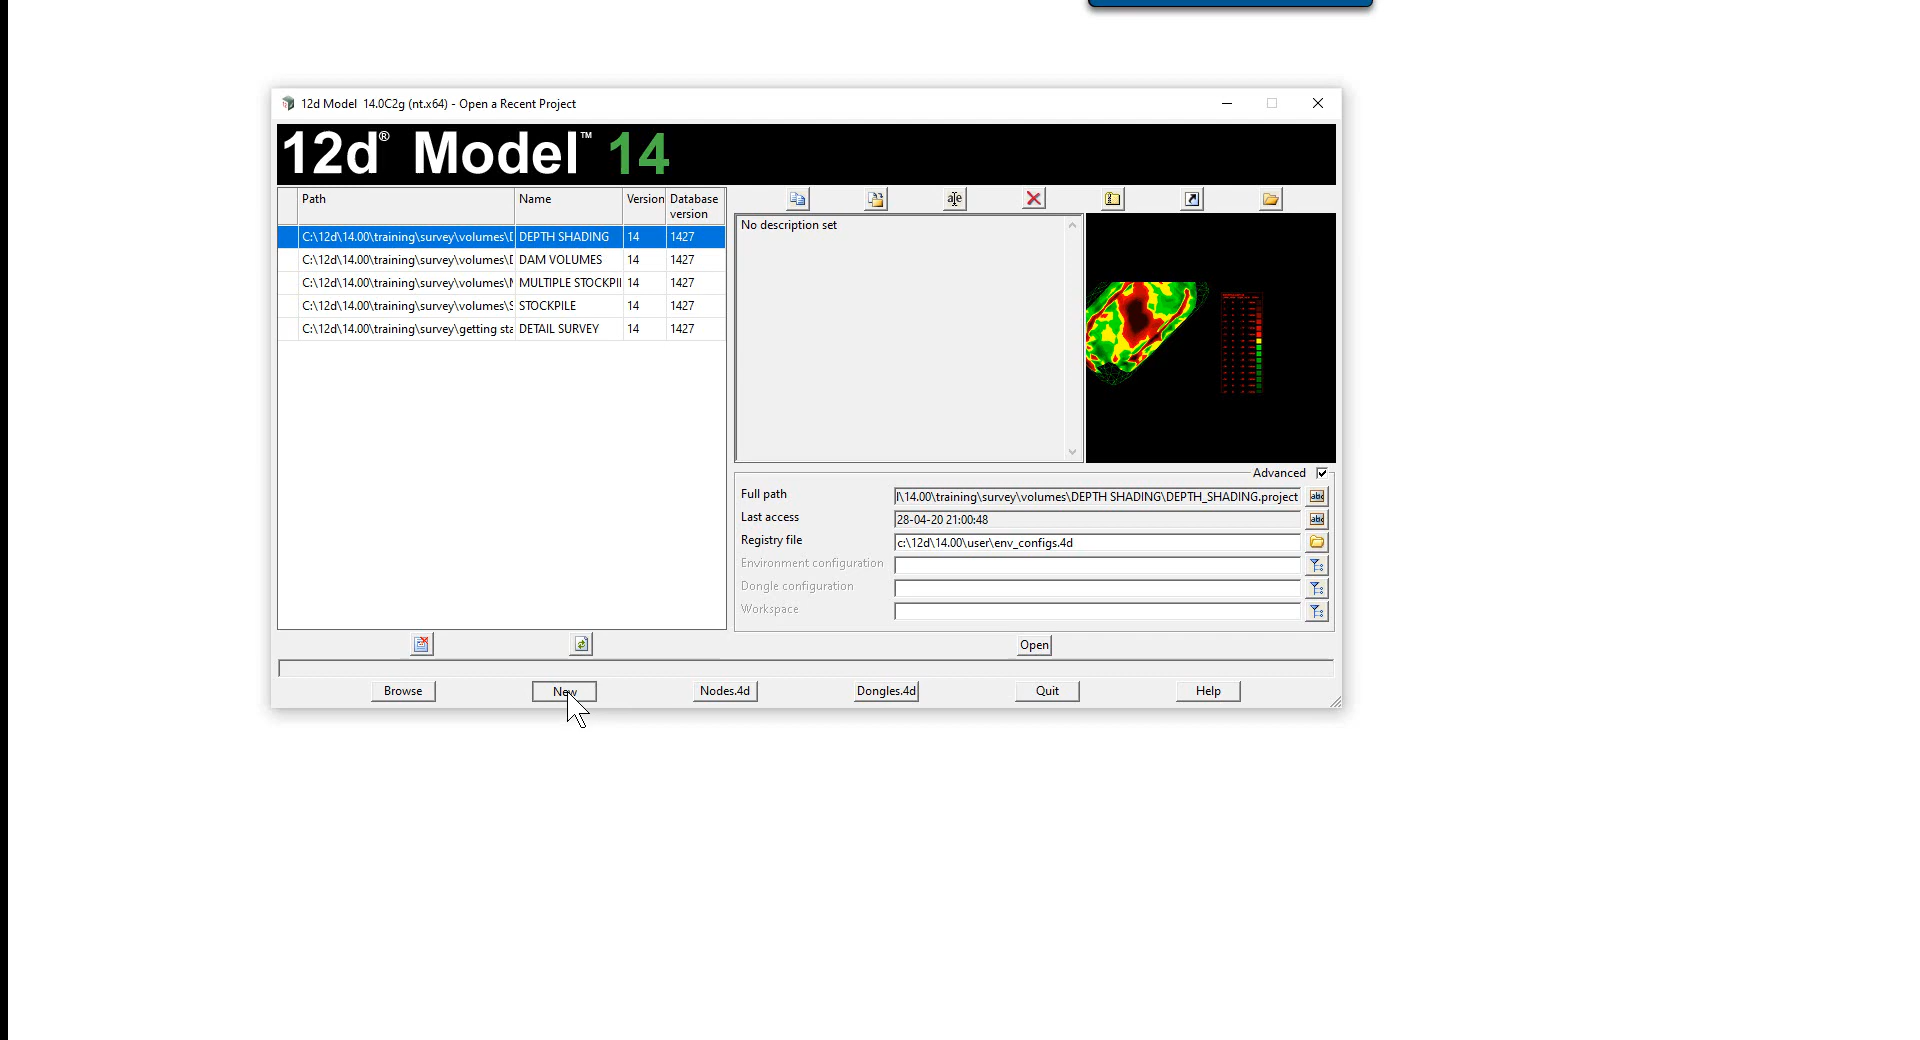 12d Model 14.0C2g (nt.x64) - Open a Recent Project
12d® Model™ 14
Path Name Version Database version
C:\12d\14.00\training\survey\volumes\D DEPTH SHADING 14 1427
C:\12d\14.00\training\survey\volumes\D DAM VOLUMES 14 1427
C:\12d\14.00\training\survey\volumes\M MULTIPLE STOCKPII 14 1427
C:\12d\14.00\training\survey\volumes\S STOCKPILE 14 1427
C:\12d\14.00\training\survey\getting sta DETAIL SURVEY 14 1427
No description set
Advanced
Full path l\14.00\training\survey\volumes\DEPTH SHADING\DEPTH_SHADING.project
Last access 28-04-20 21:00:48
Registry file c:\12d\14.00\user\env_configs.4d
Environment configuration
Dongle configuration
Workspace
Open
Browse New Nodes.4d Dongles.4d Quit Help